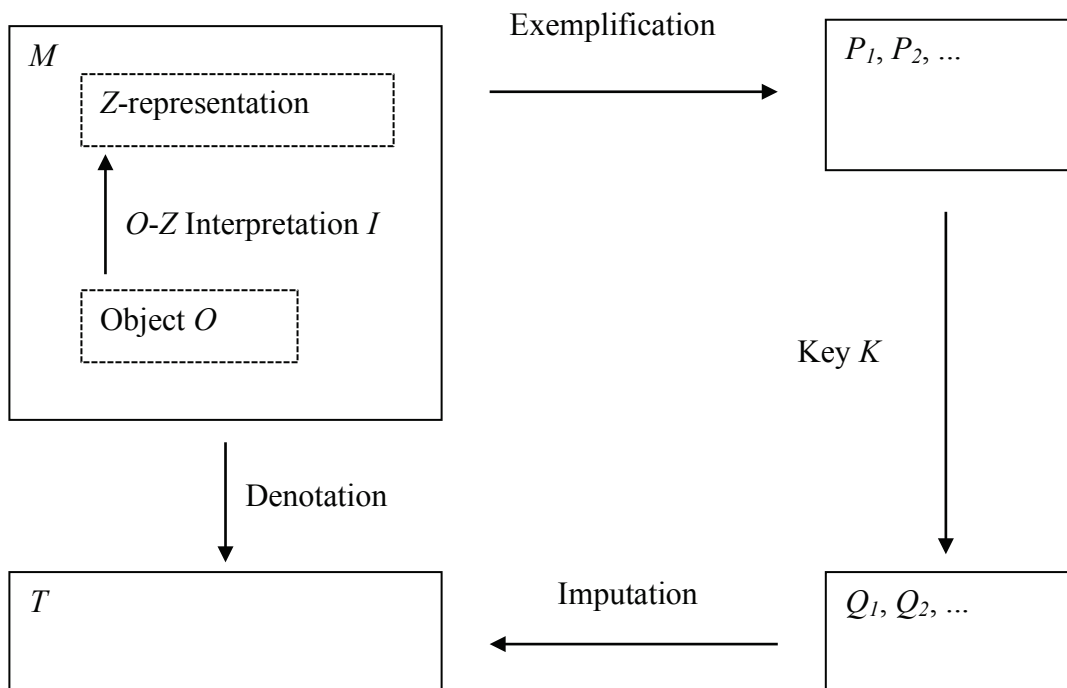 Exemplification
M
P1, P2, ...
Z-representation
O-Z Interpretation I
Object O
Key K
Denotation
T
Imputation
Q1, Q2, ...